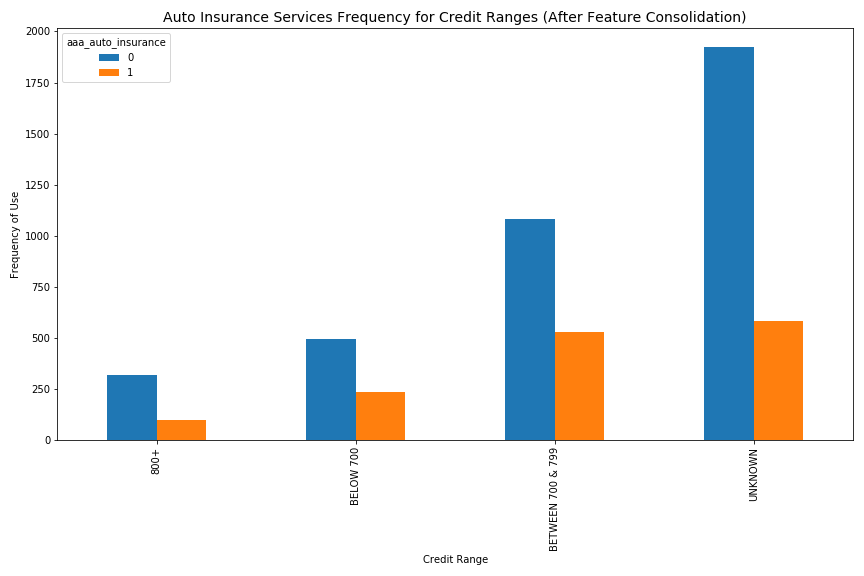 Auto Insurance Services Frequency for Credit Ranges (After Feature Consolidation)
aaa_auto_insurance
0
1
2000
1750
1500
1250
1000
750
500
250
0
Frequency of Use
800+
BELOW 700
BETWEEN 700 & 799
UNKNOWN
Credit Range